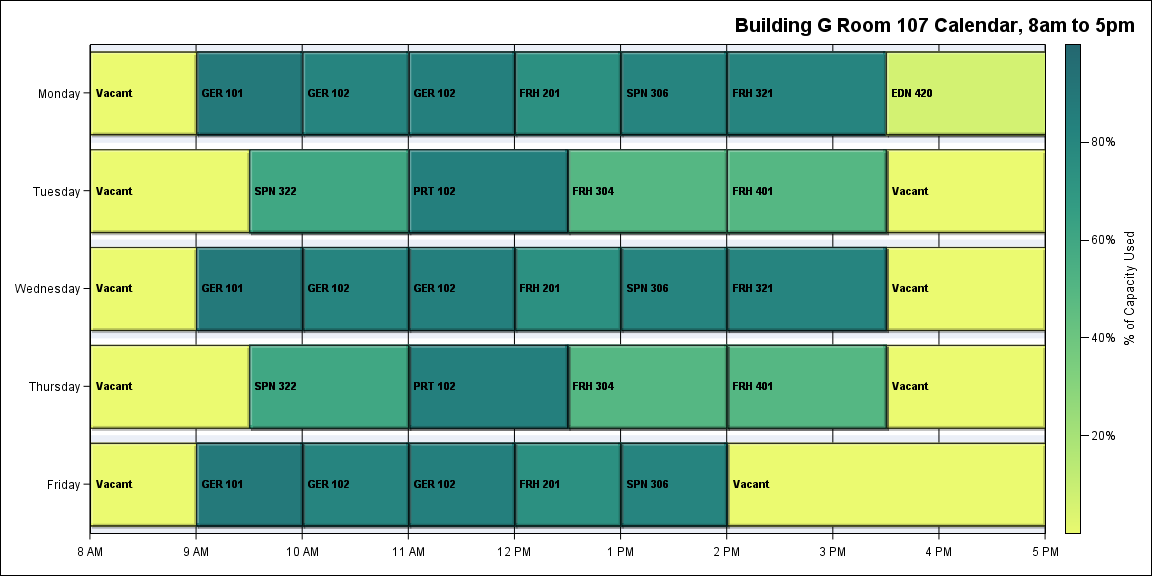 Building G Room 107 Calendar, 8am to 5pm
Monday
Vacant
GER 101
GER 102
GER 102
FRH 201
SPN 306
FRH 321
EDN 420
Tuesday
Vacant
SPN 322
PRT 102
FRH 304
FRH 401
Vacant
Wednesday
Vacant
GER 101
GER 102
GER 102
FRH 201
SPN 306
FRH 321
Vacant
Thursday
Vacant
SPN 322
PRT 102
FRH 304
FRH 401
Vacant
Friday
Vacant
GER 101
GER 102
GER 102
FRH 201
SPN 306
Vacant
8 AM
9 AM
10 AM
11 AM
12 PM
1 PM
2 PM
3 PM
4 PM
5 PM
80%
60%
40%
20%
% of Capacity Used